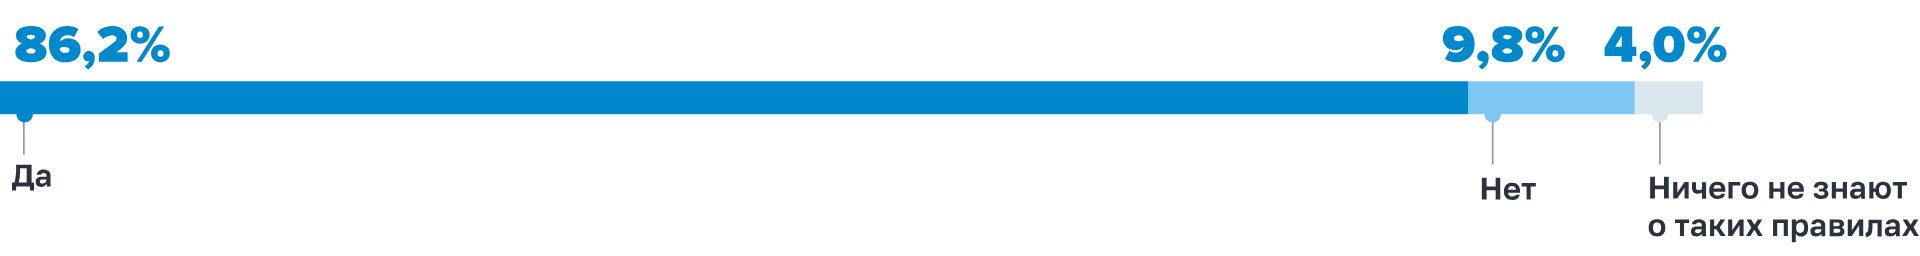 86,2% 9,8% 4,0%
Да
Нет
Ничего не знают
о таких правилах